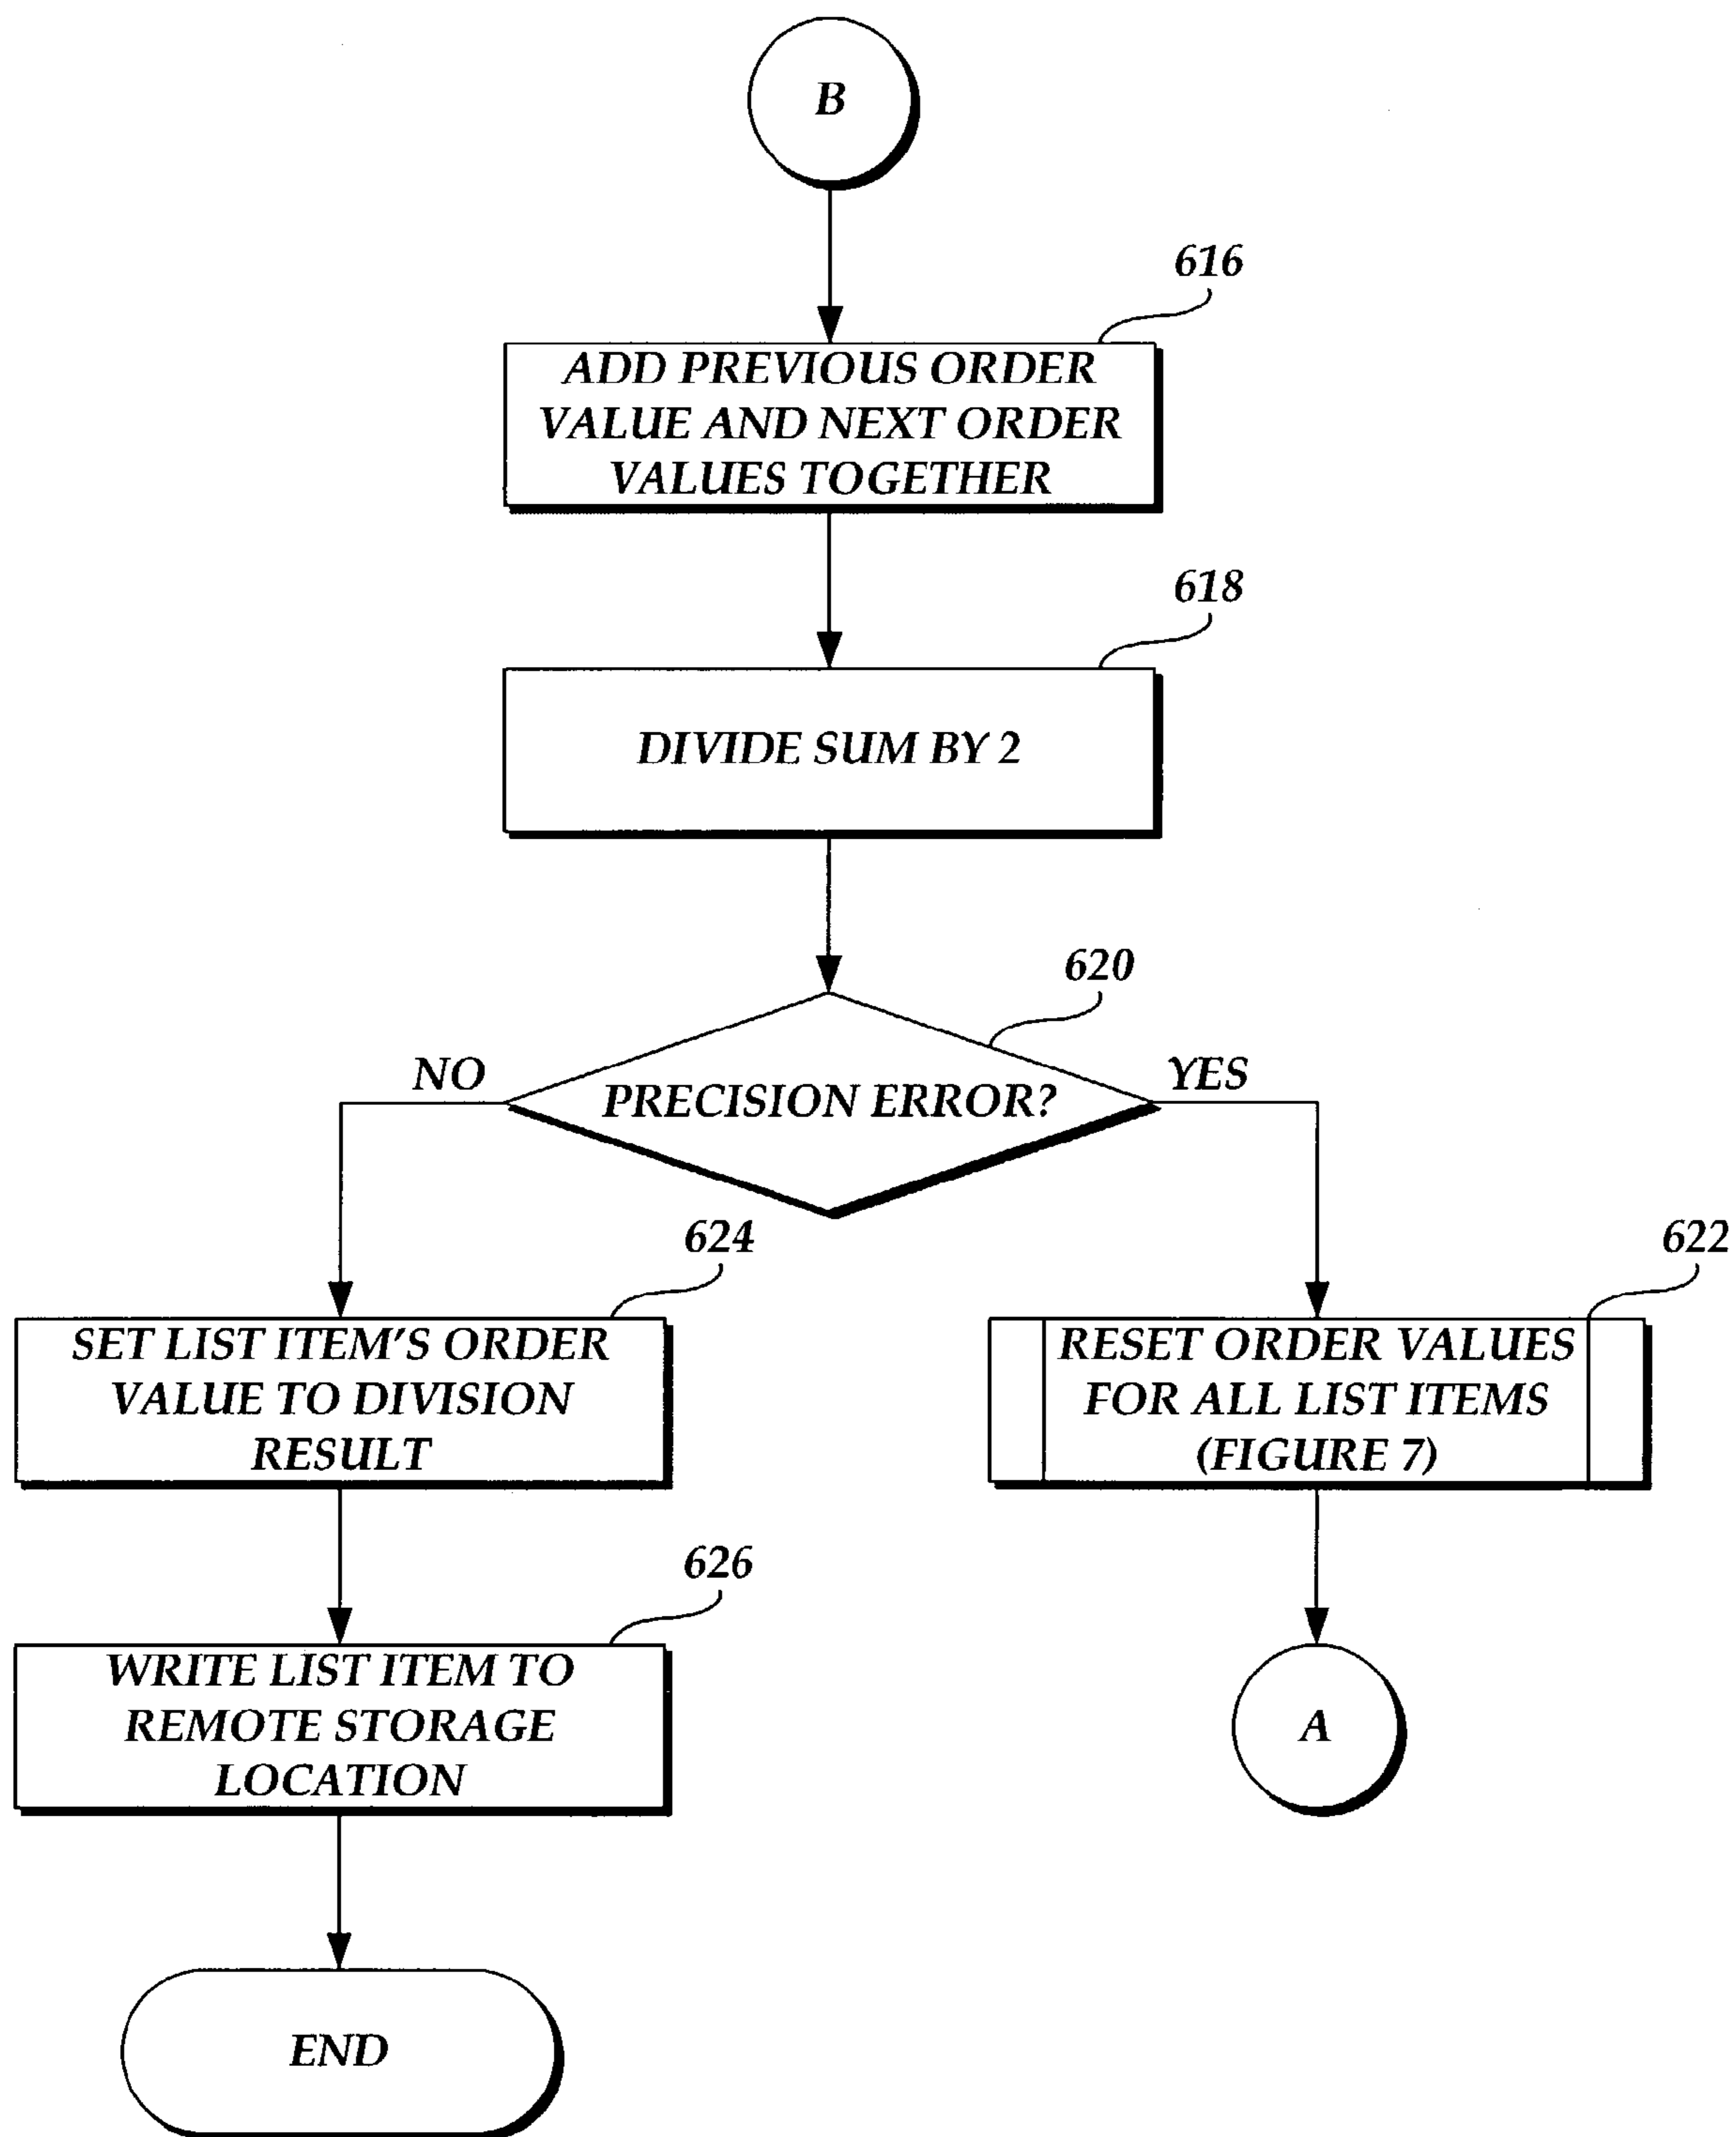 B
616
ADD PREVIOUS ORDER
VALUE AND NEXT ORDER
VALUES TOGETHER
618
DIVIDE SUM BY 2
620
NO
PRECISION ERROR?
YES
624
SET LIST ITEM'S ORDER
VALUE TO DIVISION
RESULT
622
RESET ORDER VALUES
FOR ALL LIST ITEMS
(FIGURE 7)
626
WRITE LIST ITEM TO
REMOTE STORAGE
LOCATION
A
END